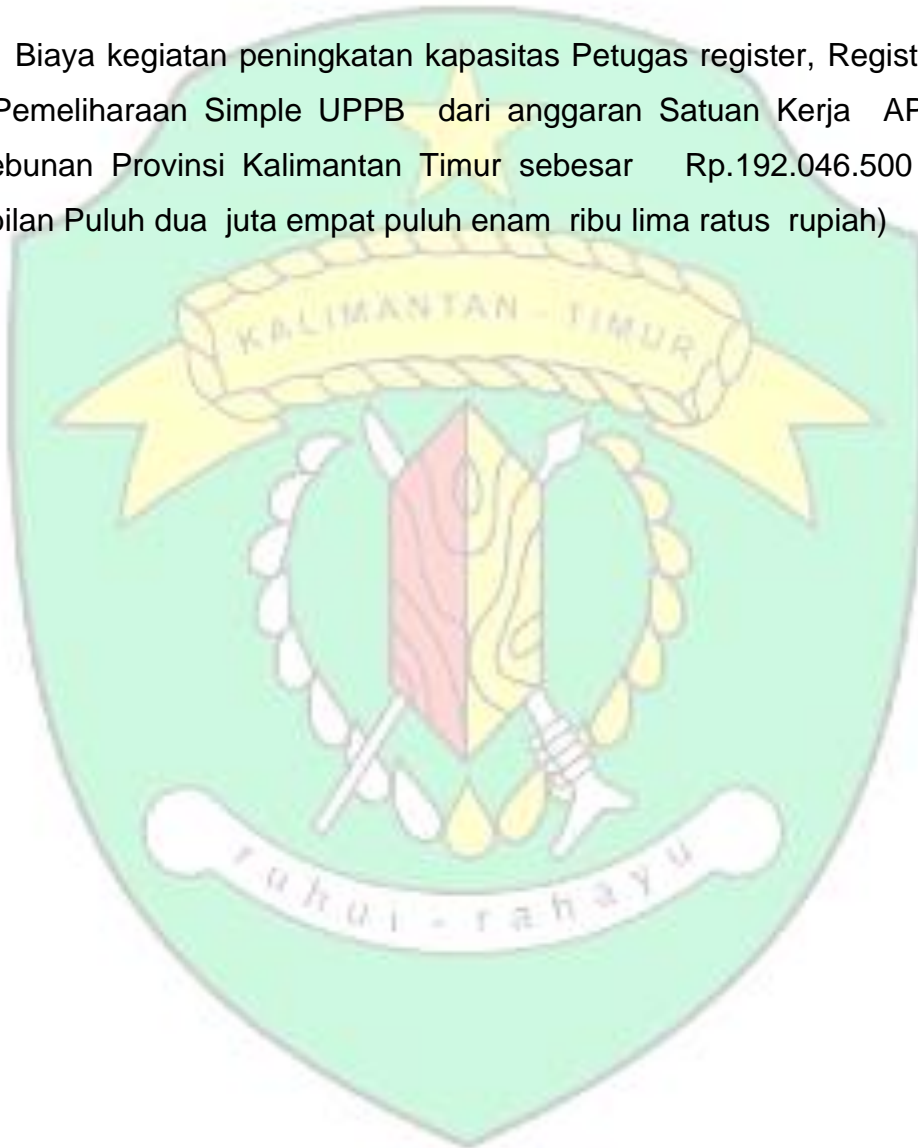 Biaya kegiatan peningkatan kapasitas Petugas register, Regist
Pemeliharaan Simple UPPB dari anggaran Satuan Kerja AP
ebunan Provinsi Kalimantan Timur sebesar Rp.192.046.500
bilan Puluh dua juta empat puluh enam ribu lima ratus rupiah)
KALIMANTAN - TIMUR
ruhui - rahayu